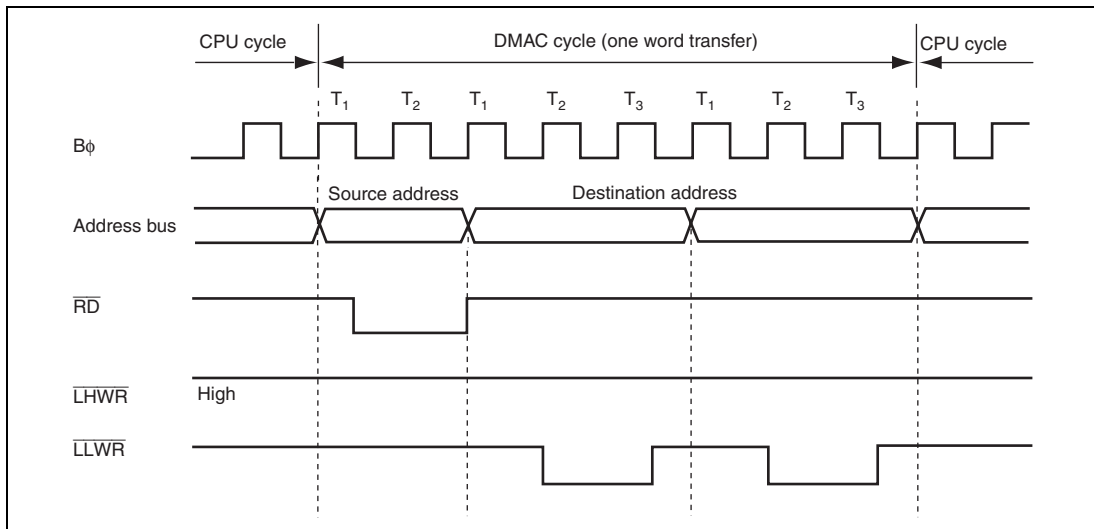 CPU cycle DMAC cycle (one word transfer) CPU cycle
T1 T2 T1 T2 T3 T1 T2 T3
Bφ
Source address Destination address
Address bus
RD
LHWR High
LLWR